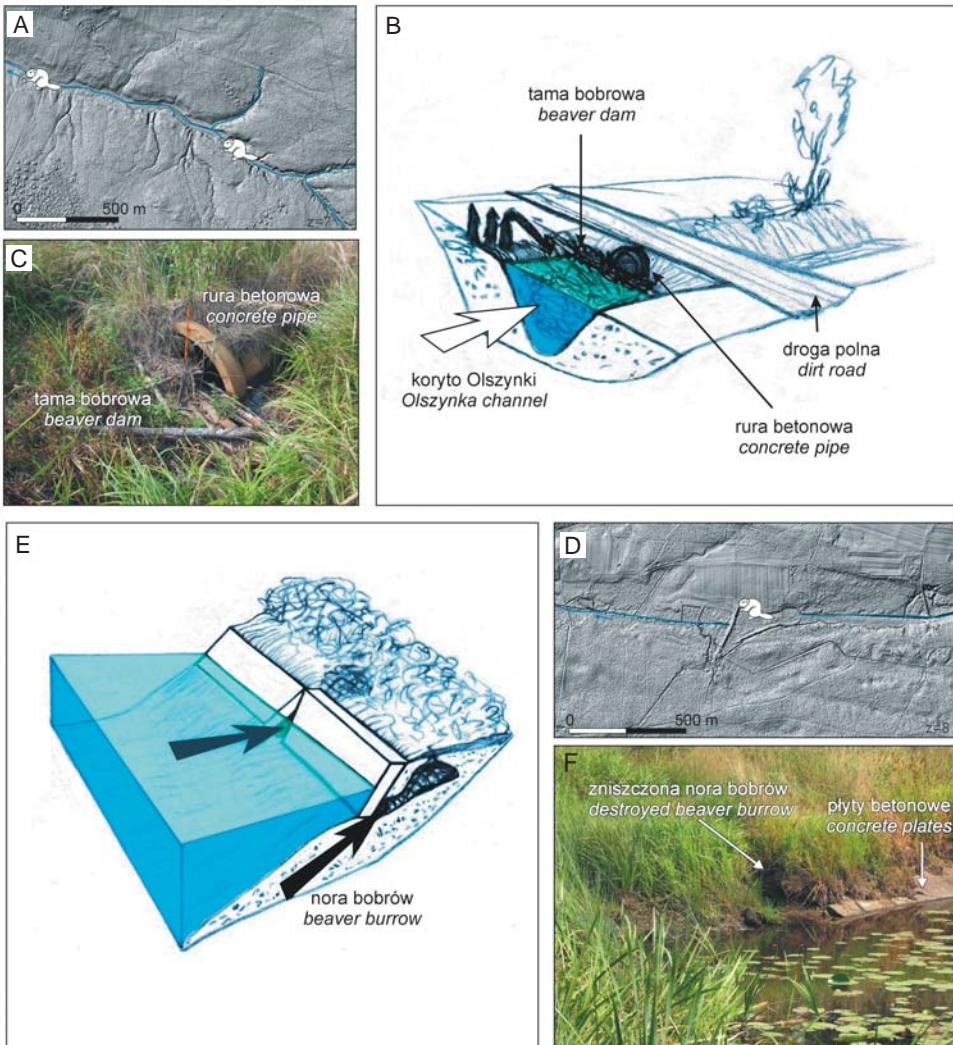 A
0 500 m
z=7
B
tama bobrowa
beaver dam
koryto Olszynki
Olszynka channel
droga polna
dirt road
rura betonowa
concrete pipe
C
rura betonowa
concrete pipe
tama bobrowa
beaver dam
E
nora bobrów
beaver burrow
D
0 500 m
z=8
F
zniszczona nora bobrów
destroyed beaver burrow
płyty betonowe
concrete plates